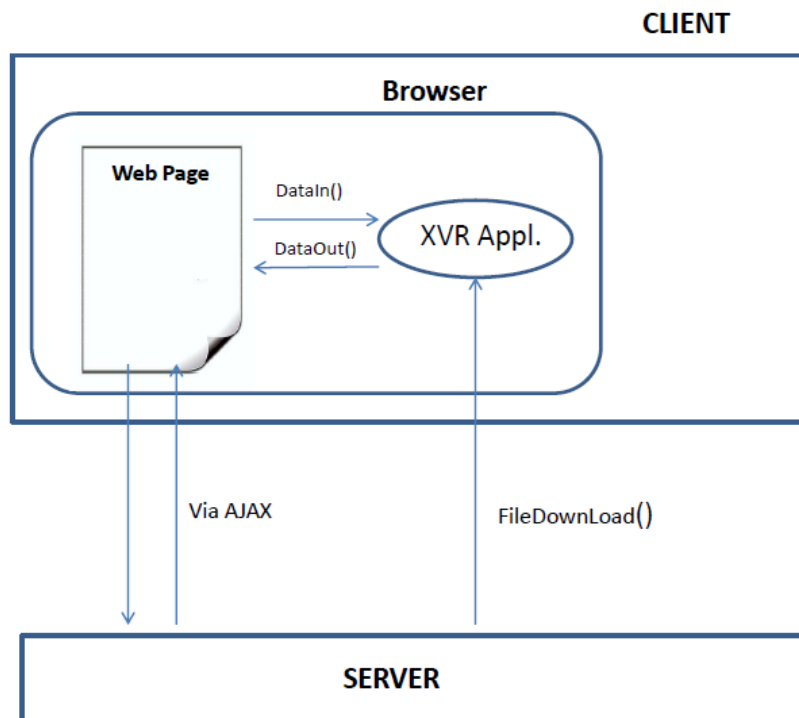 CLIENT
Browser
Web Page
DataIn()
XVR Appl.
DataOut()
Via AJAX
FileDownLoad()
SERVER